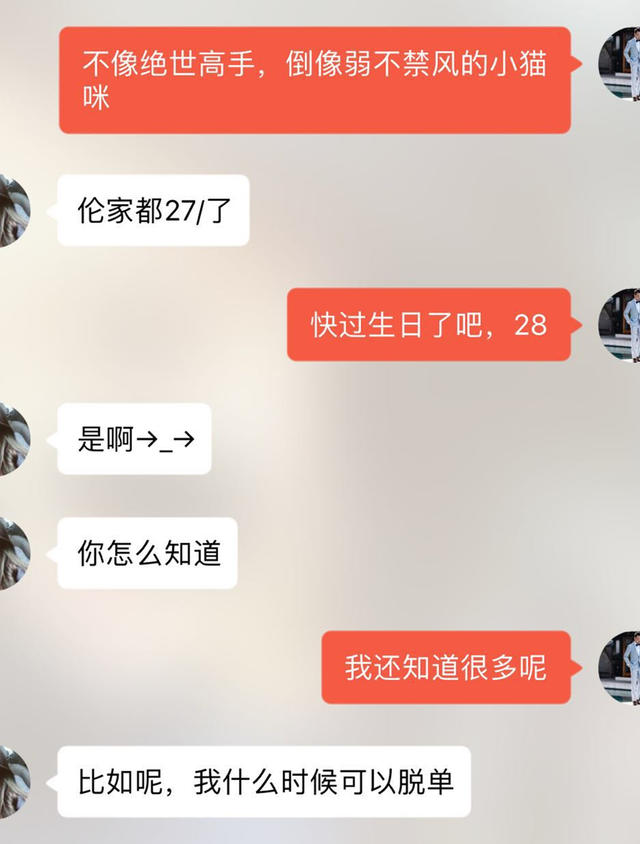 不像绝世高手，倒像弱不禁风的小猫
咪
伦家都27/了
快过生日了吧，28
是啊→_→
你怎么知道
我还知道很多呢
比如呢，我什么时候可以脱单